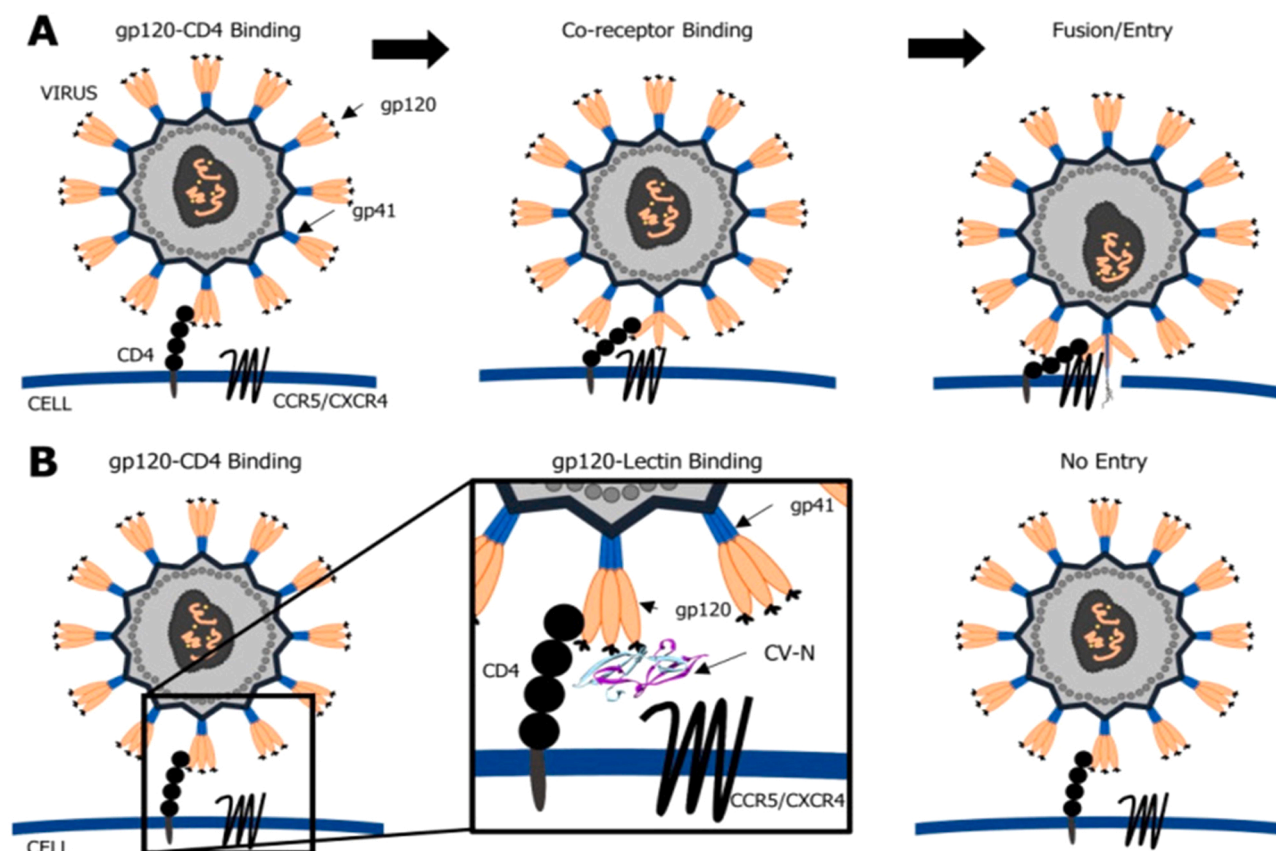 A
gp120-CD4 Binding
Co-receptor Binding
Fusion/Entry
VIRUS
gp120
gp41
CD4
CELL
CCR5/CXCR4
B
gp120-CD4 Binding
gp120-Lectin Binding
No Entry
gp41
gp120
CV-N
CD4
CCR5/CXCR4
CELL